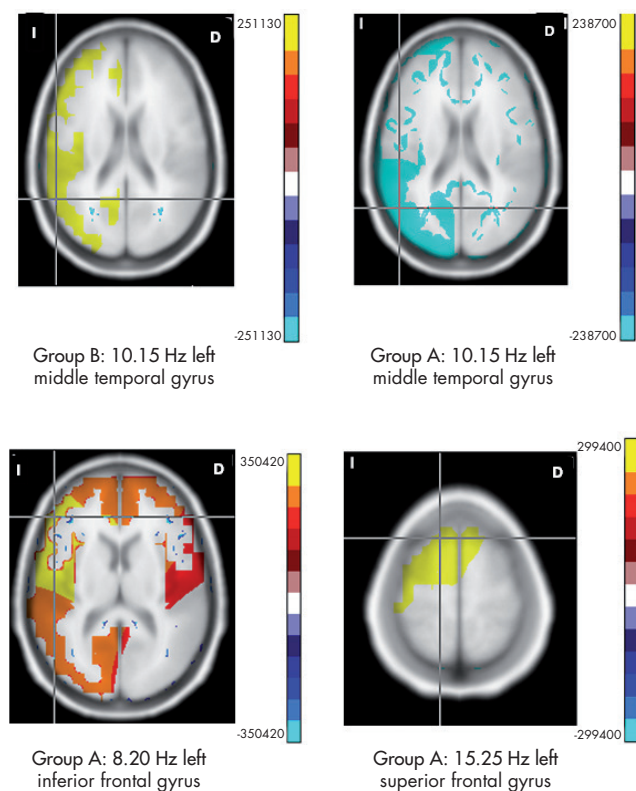 I D
251130
-251130
Group B: 10.15 Hz left
middle temporal gyrus
I D
238700
-238700
Group A: 10.15 Hz left
middle temporal gyrus
I D
350420
-350420
Group A: 8.20 Hz left
inferior frontal gyrus
I D
299400
-299400
Group A: 15.25 Hz left
superior frontal gyrus